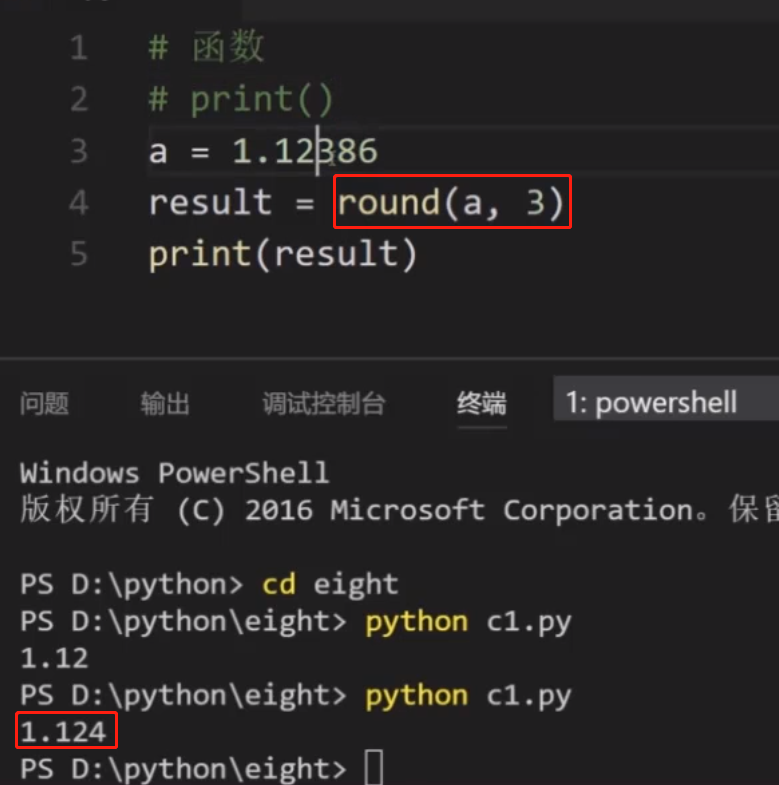 1 # 函数
2 # print()
3 a = 1.12386
4 result = round(a, 3)
5 print(result)
问题 输出 调试控制台 终端 1: powershell
Windows PowerShell
版权所有 (C) 2016 Microsoft Corporation。保留
PS D:\python> cd eight
PS D:\python\eight> python c1.py
1.12
PS D:\python\eight> python c1.py
1.124
PS D:\python\eight>